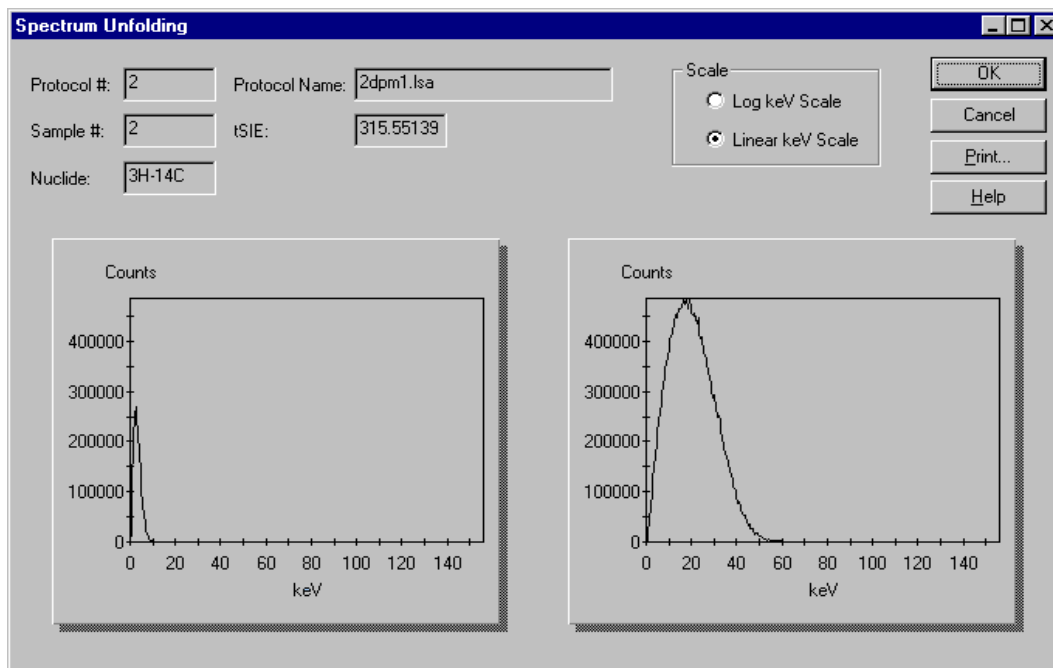 Spectrum Unfolding
Protocol #: 2 Protocol Name: 2dpm1.lsa
Sample #: 2 tSIE: 315.55139
Nuclide: 3H-14C
Scale
Log keV Scale
Linear keV Scale
OK
Cancel
Print...
Help
Counts
400000
300000
200000
100000
0
0 20 40 60 80 100 120 140
keV
Counts
400000
300000
200000
100000
0
0 20 40 60 80 100 120 140
keV